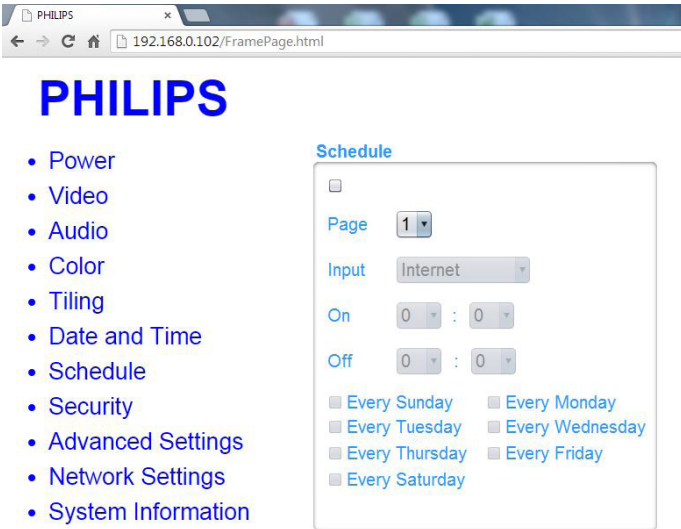 PHILIPS
192.168.0.102/FramePage.html
PHILIPS
• Power
• Video
• Audio
• Color
• Tiling
• Date and Time
• Schedule
• Security
• Advanced Settings
• Network Settings
• System Information
Schedule
Page 1
Input Internet
On 0 : 0
Off 0 : 0
Every Sunday Every Monday
Every Tuesday Every Wednesday
Every Thursday Every Friday
Every Saturday